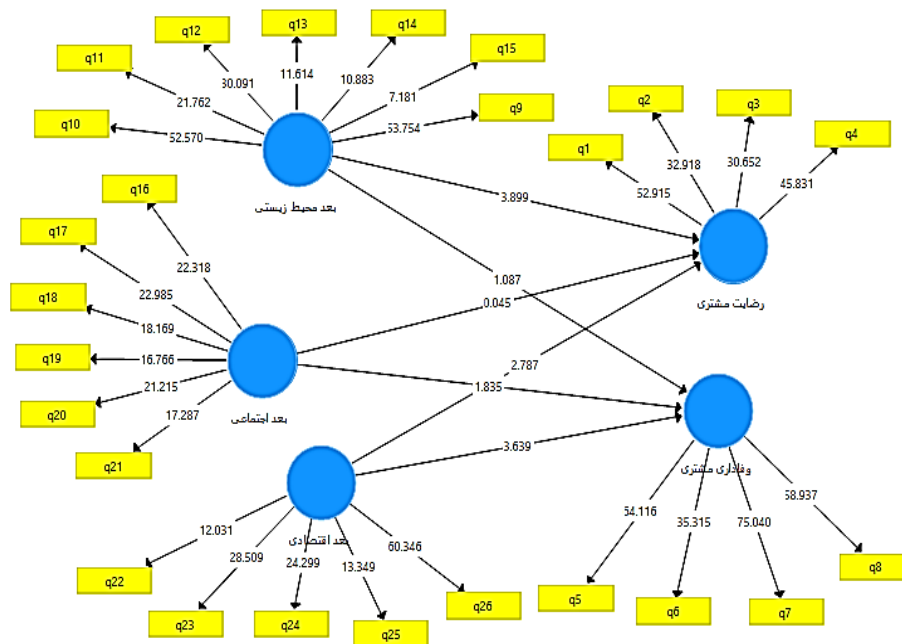 q13
q12
q14
q11
q15
q10
q9
11.614
30.091
10.883
21.762
7.181
52.570
53.754
بعد محیط زیستی
q2
q3
q1
q4
32.918
30.652
52.915
45.831
رضایت مشتری
3.899
1.087
0.045
2.787
1.835
3.639
q16
q17
q18
q19
q20
q21
22.318
22.985
18.169
16.766
21.215
17.287
بعد اجتماعی
q22
q23
q24
q25
q26
12.031
28.509
24.299
13.349
60.346
بعد اقتصادی
وفاداری مشتری
54.116
35.315
75.040
58.937
q5
q6
q7
q8